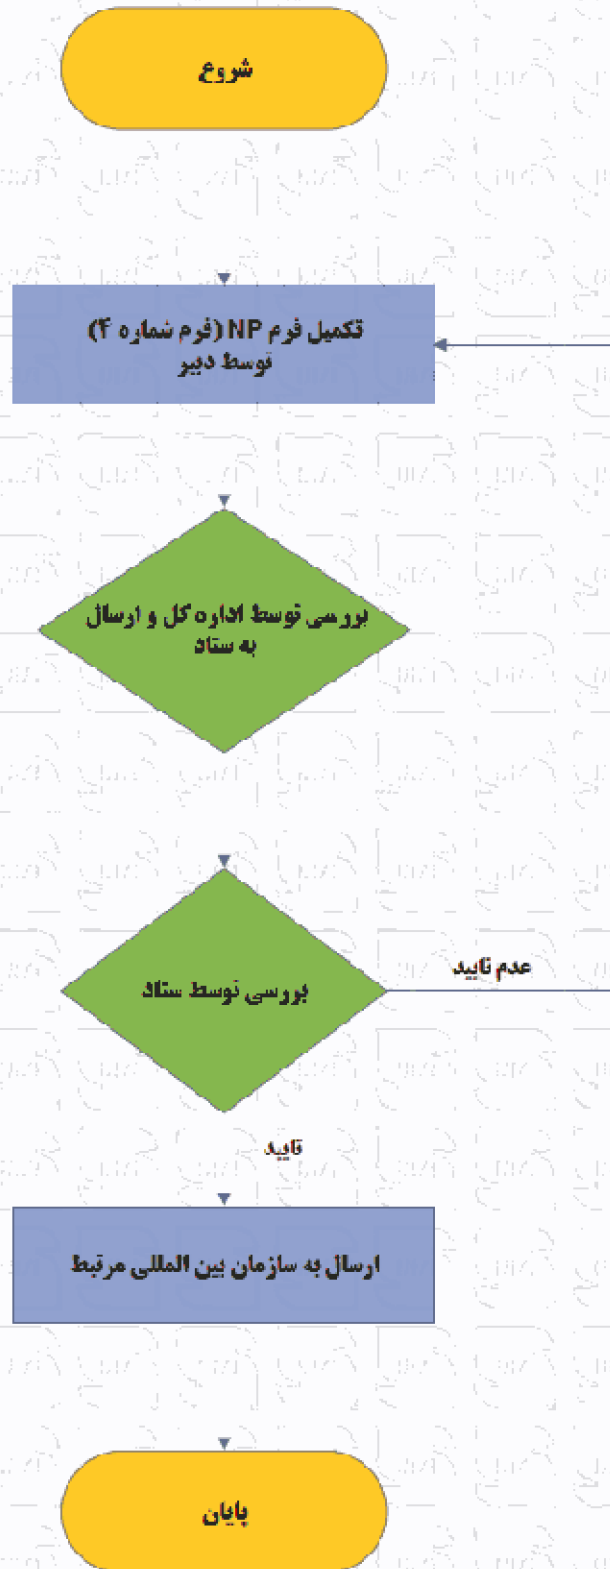 شروع
تکمیل فرم NP (فرم شماره ۴)
توسط دبیر
بررسی توسط اداره کل و ارسال
به ستاد
بررسی توسط ستاد
عدم تایید
تایید
ارسال به سازمان بین المللی مرتبط
پایان